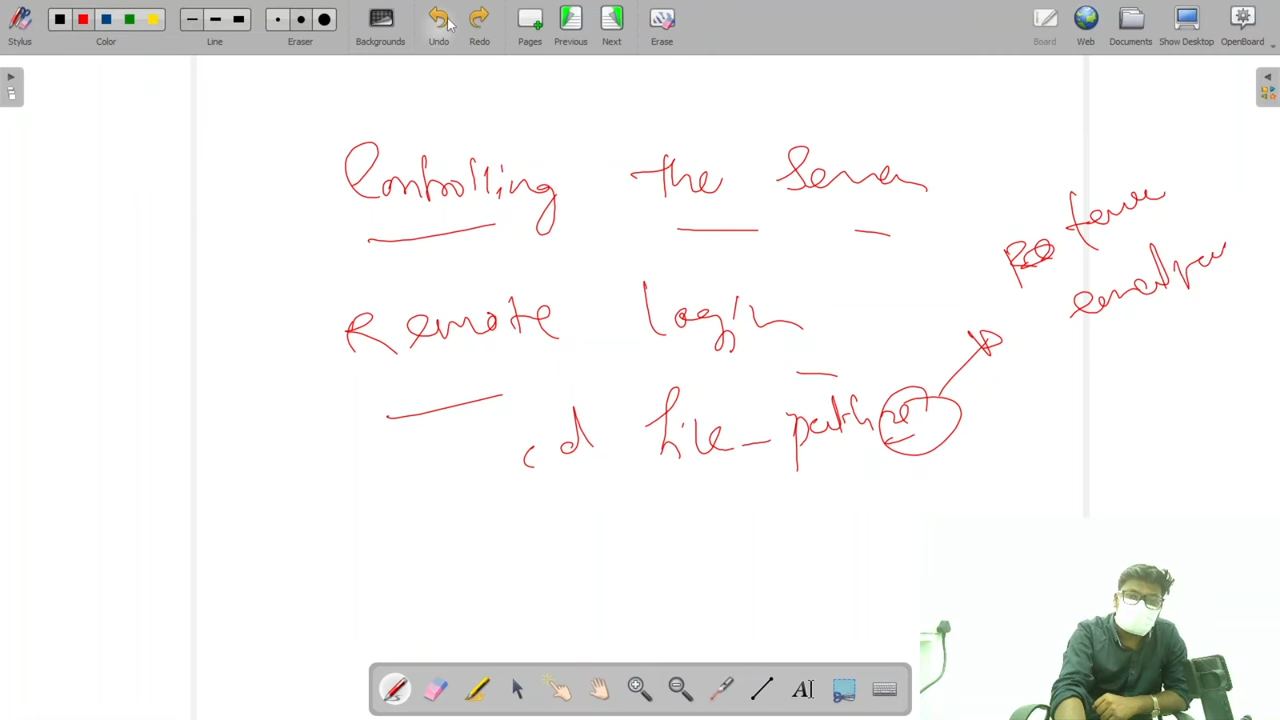 Stylus
Color
Line
Eraser
Backgrounds
Undo
Redo
Pages
Previous
Next
Erase
Board
Web
Documents
Show Desktop
OpenBoard
Controlling the Server
Remote login
cd file_path